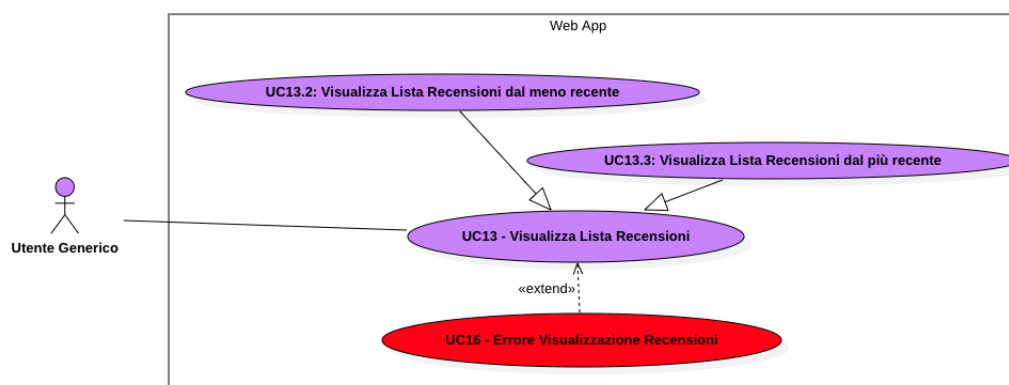 Web App
UC13.2: Visualizza Lista Recensioni dal meno recente
UC13.3: Visualizza Lista Recensioni dal più recente
UC13 - Visualizza Lista Recensioni
Utente Generico
«extend»
UC16 - Errore Visualizzazione Recensioni